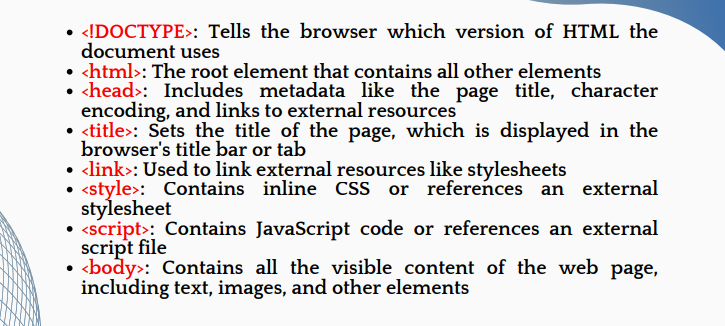 • <!DOCTYPE>: Tells the browser which version of HTML the
document uses
• <html>: The root element that contains all other elements
• <head>: Includes metadata like the page title, character
encoding, and links to external resources
• <title>: Sets the title of the page, which is displayed in the
browser's title bar or tab
• <link>: Used to link external resources like stylesheets
• <style>: Contains inline CSS or references an external
stylesheet
• <script>: Contains JavaScript code or references an external
script file
• <body>: Contains all the visible content of the web page,
including text, images, and other elements